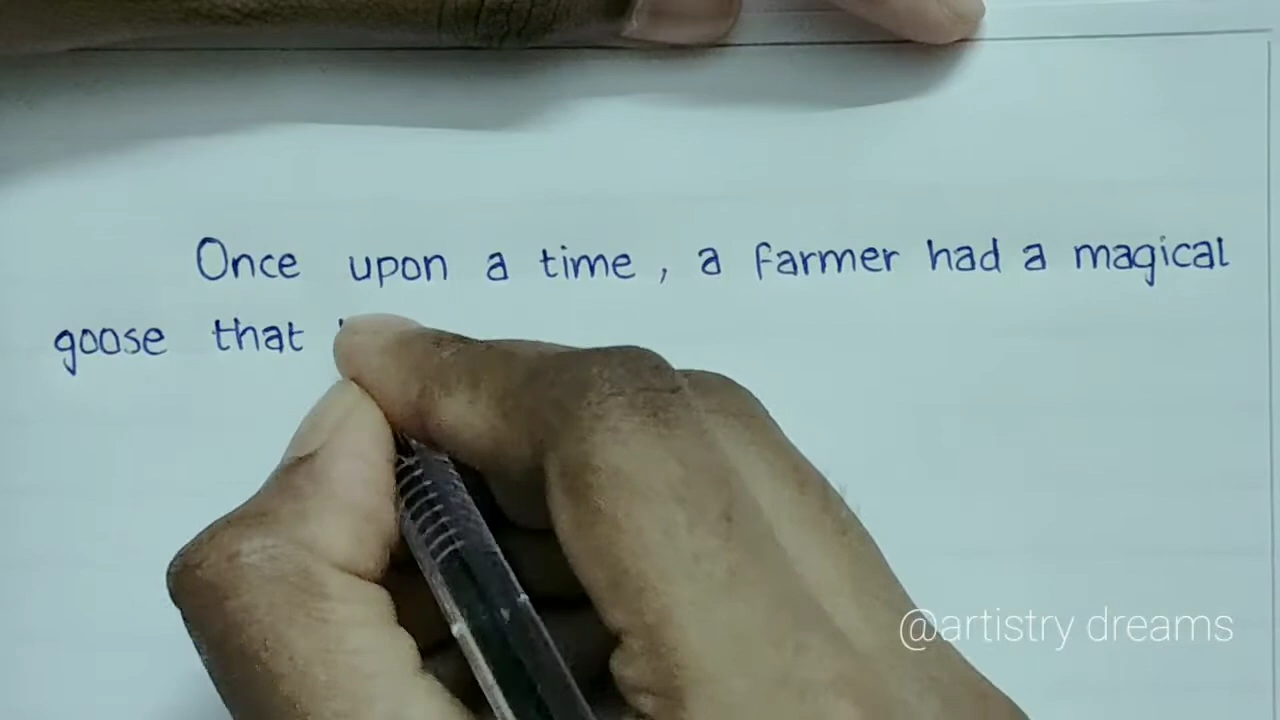 Once upon a time, a farmer had a magical
goose that
@artistry dreams